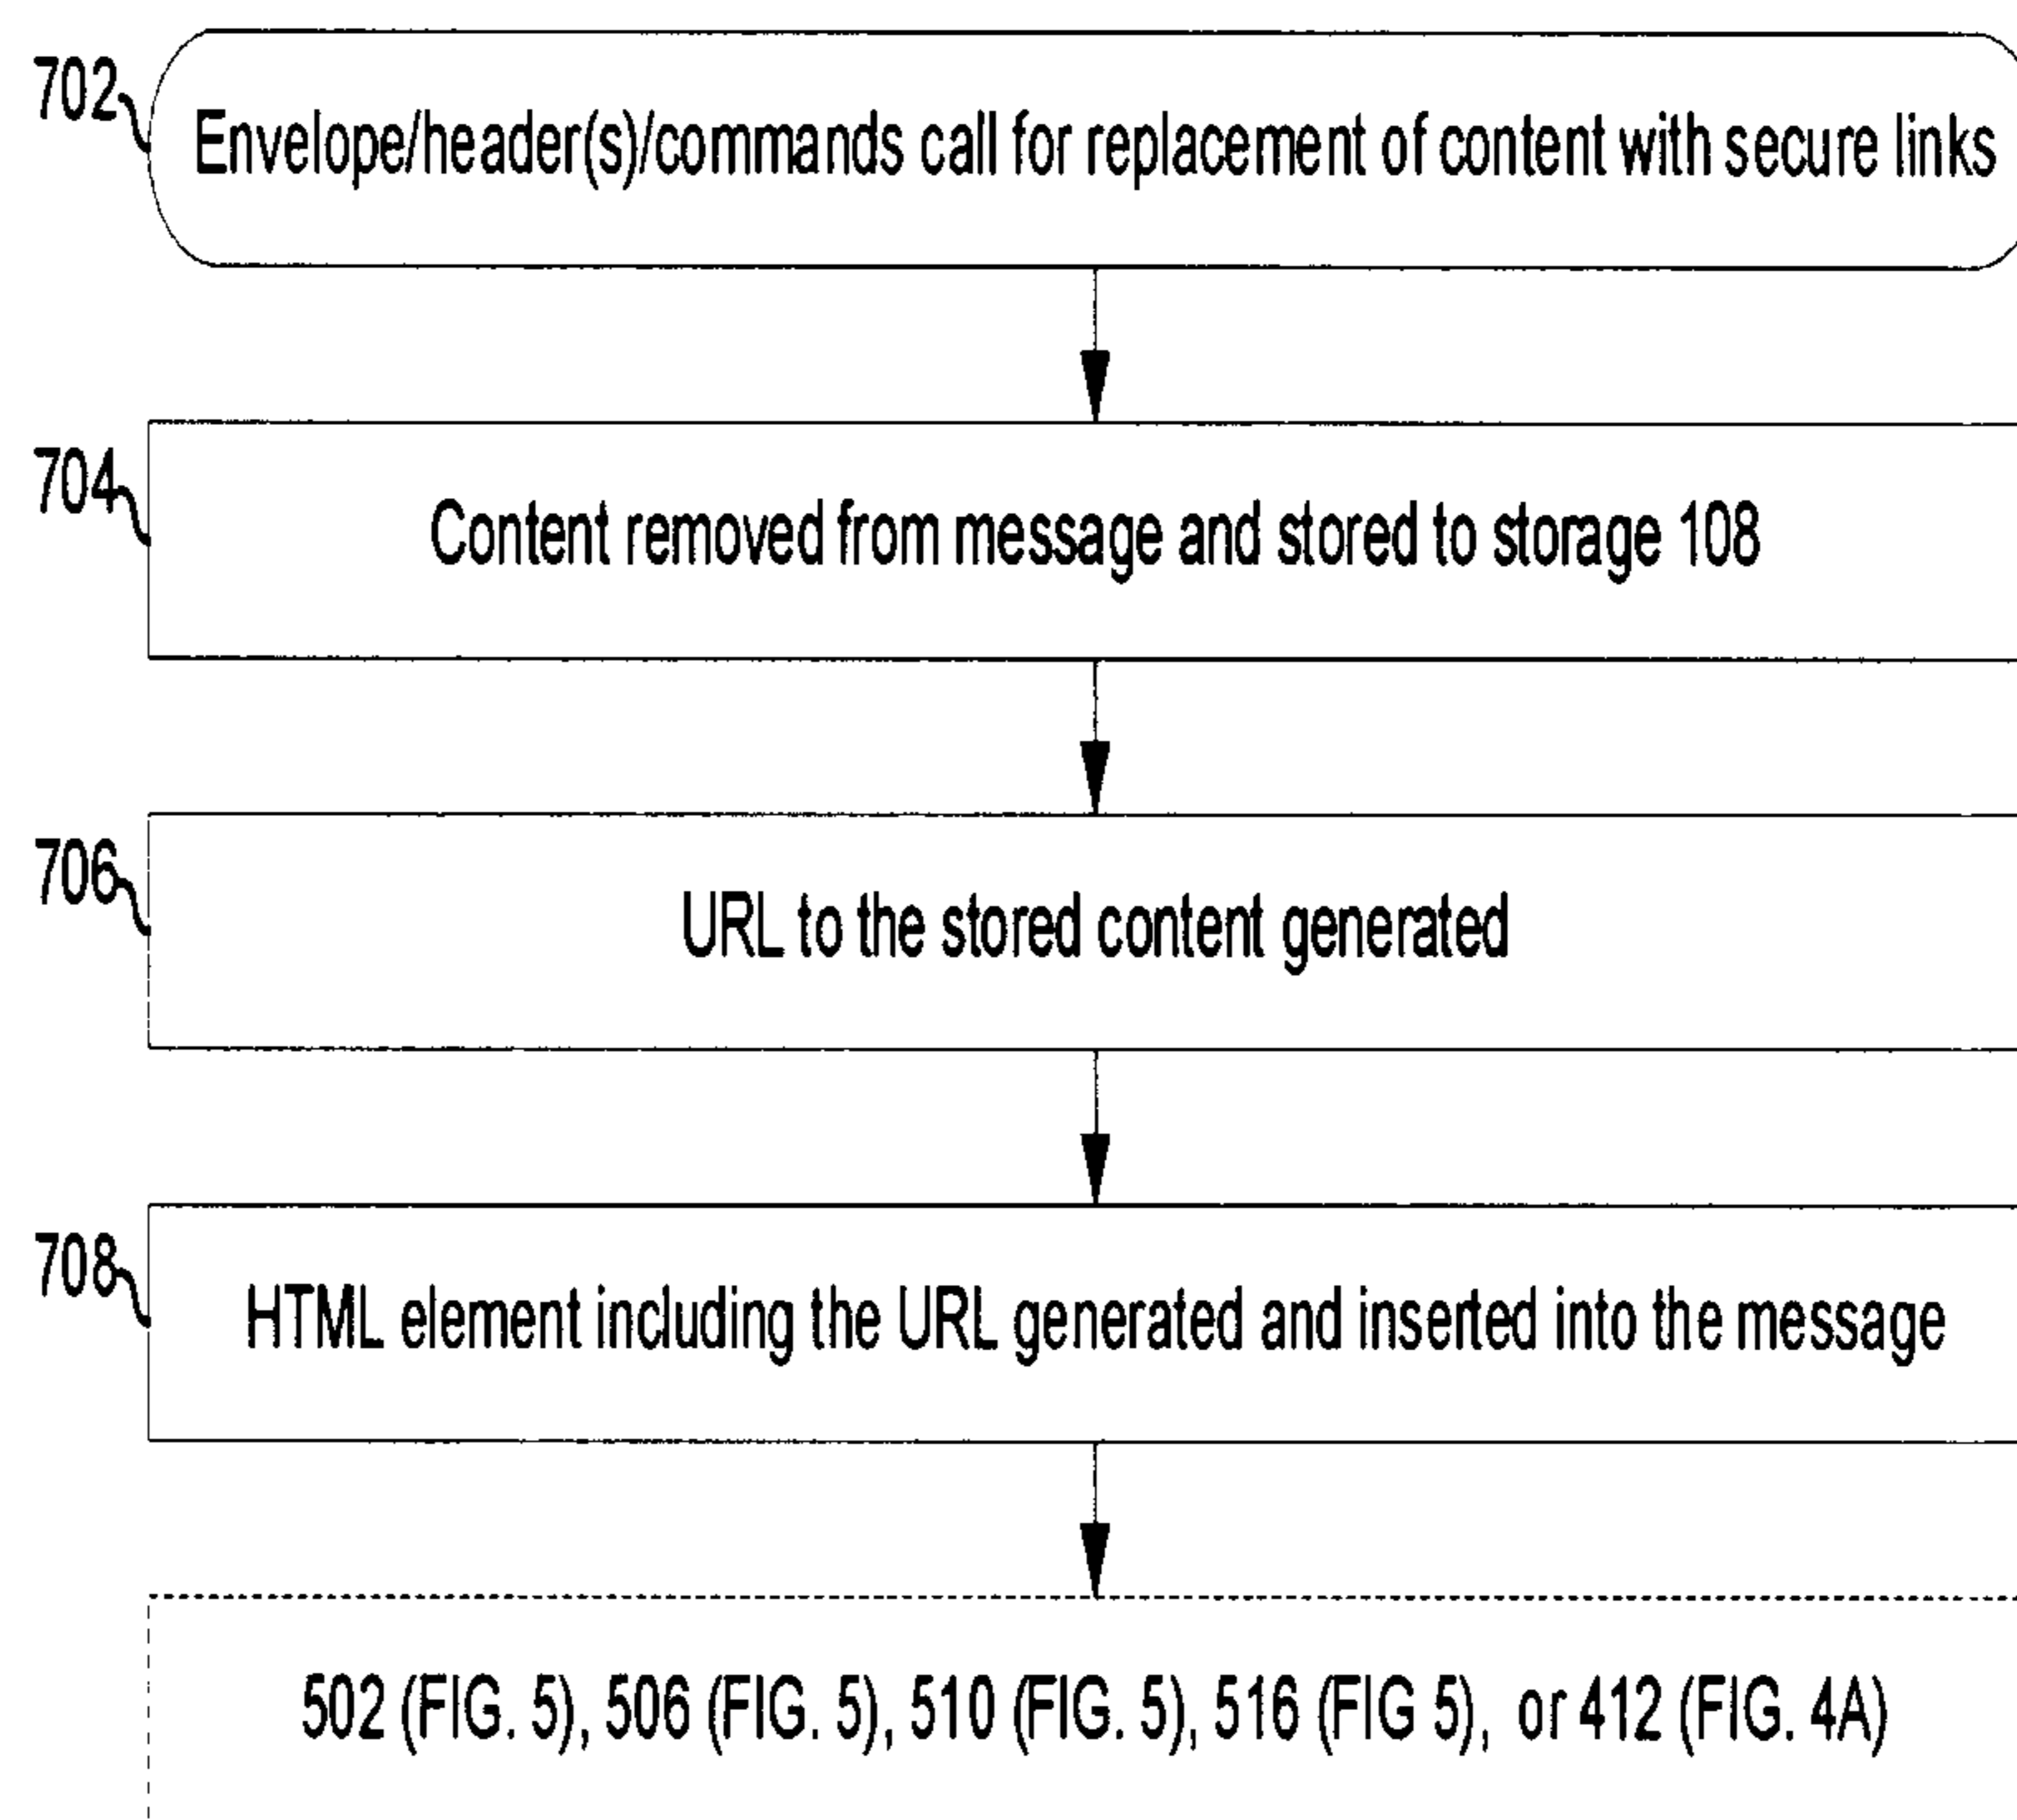 702
Envelope/header(s)/commands call for replacement of content with secure links
704
Content removed from message and stored to storage 108
706
URL to the stored content generated
708
HTML element including the URL generated and inserted into the message
502 (FIG. 5), 506 (FIG. 5), 510 (FIG. 5), 516 (FIG 5), or 412 (FIG. 4A)